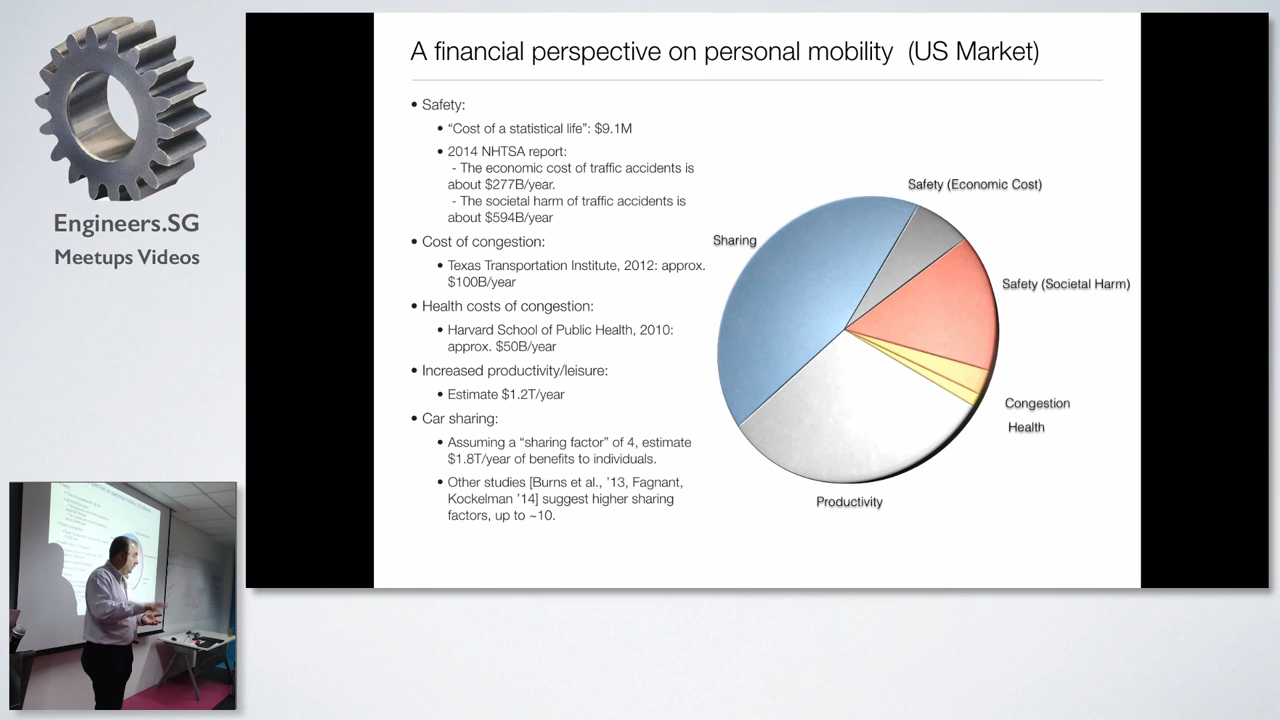 Engineers.SG
Meetups Videos
A financial perspective on personal mobility (US Market)
• Safety:
• “Cost of a statistical life”: $9.1M
• 2014 NHTSA report:
- The economic cost of traffic accidents is
about $277B/year.
- The societal harm of traffic accidents is
about $594B/year
• Cost of congestion:
• Texas Transportation Institute, 2012: approx.
$100B/year
• Health costs of congestion:
• Harvard School of Public Health, 2010:
approx. $50B/year
• Increased productivity/leisure:
• Estimate $1.2T/year
• Car sharing:
• Assuming a “sharing factor” of 4, estimate
$1.8T/year of benefits to individuals.
• Other studies [Burns et al., ’13, Fagnant,
Kockelman ’14] suggest higher sharing
factors, up to ~10.
Safety (Economic Cost)
Sharing
Safety (Societal Harm)
Congestion
Health
Productivity